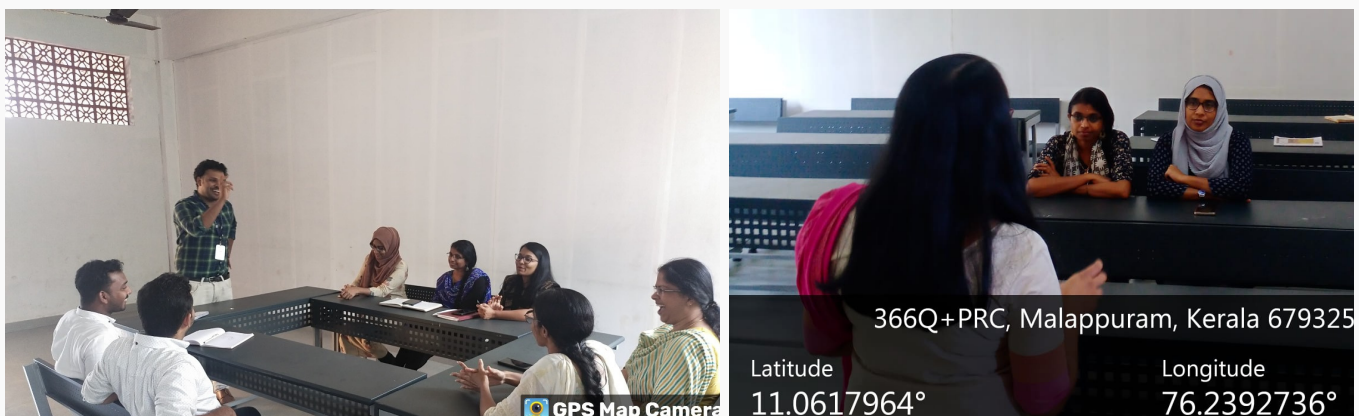 GPS Map Camera
366Q+PRC, Malappuram, Kerala 679325
Latitude
Longitude
11.0617964°
76.2392736°